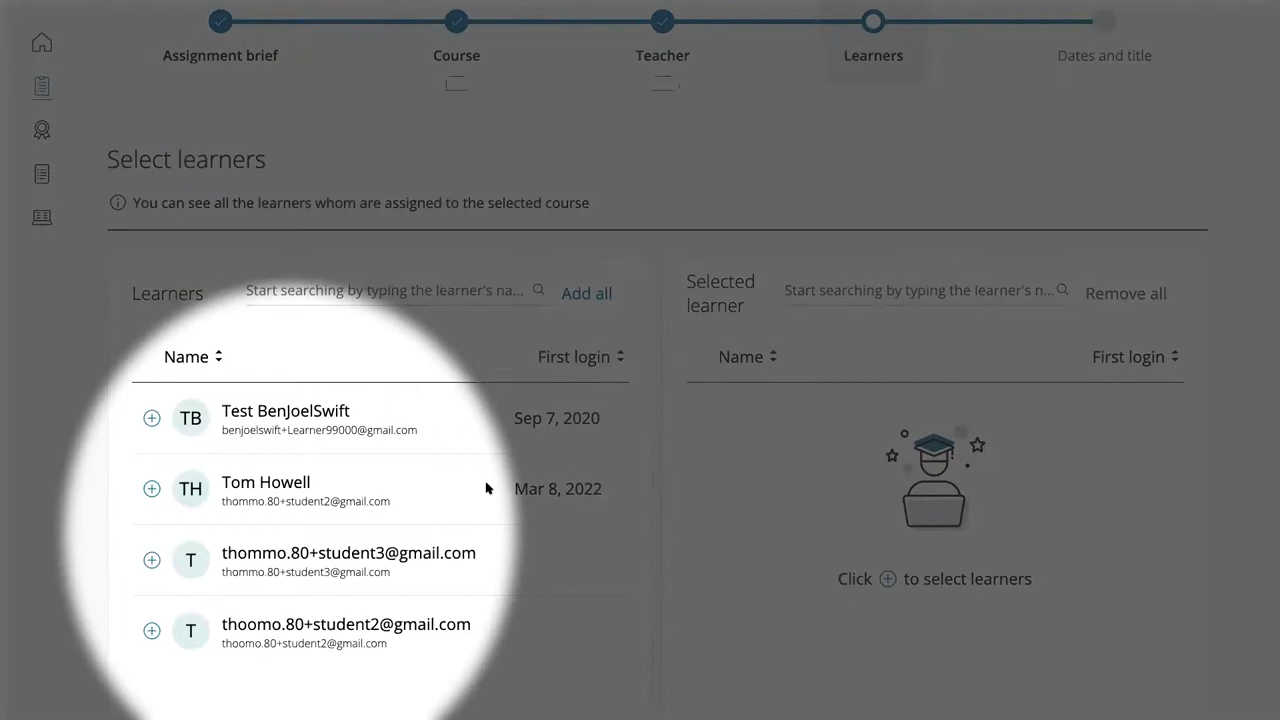 Assignment brief
Course
Teacher
Learners
Dates and title
Select learners
You can see all the learners whom are assigned to the selected course
Learners
Start searching by typing the learner's na...
Add all
Name
First login
Test BenJoelSwift
benjoelswift+Learner99000@gmail.com
Sep 7, 2020
TB
Tom Howell
thommo.80+student2@gmail.com
Mar 8, 2022
TH
thommo.80+student3@gmail.com
thommo.80+student3@gmail.com
T
thoomo.80+student2@gmail.com
thoomo.80+student2@gmail.com
T
Selected
learner
Start searching by typing the learner's n...
Remove all
Name
First login
Click to select learners